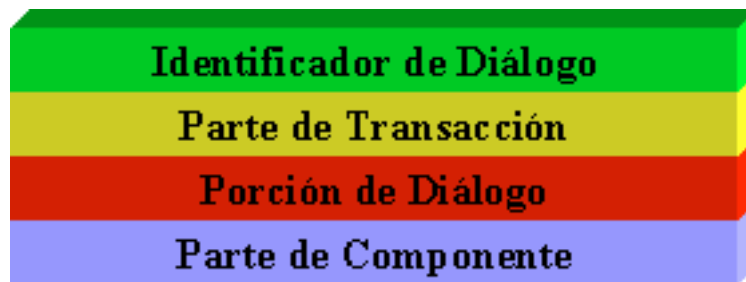 Identificador de Diálogo
Parte de Transacción
Porción de Diálogo
Parte de Componente